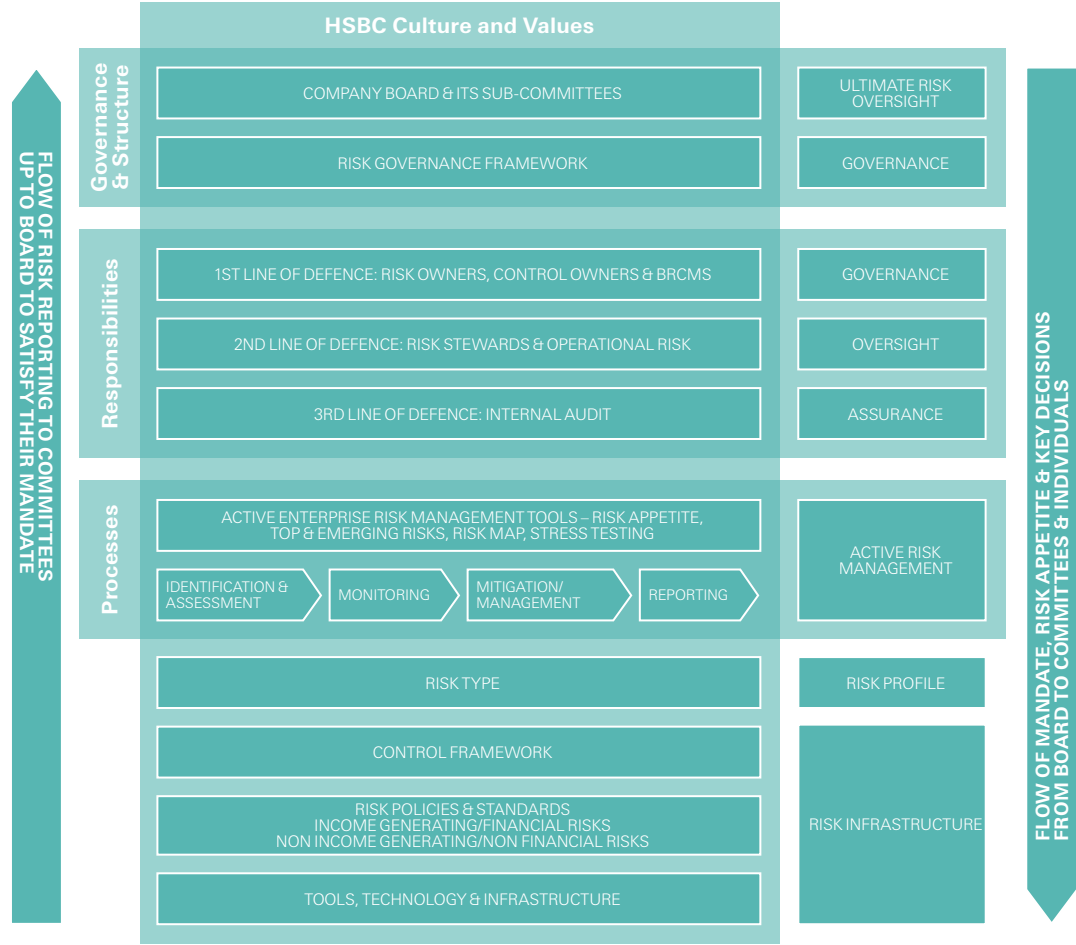 HSBC Culture and Values
Governance
& Structure
COMPANY BOARD & ITS SUB-COMMITTEES
ULTIMATE RISK
OVERSIGHT
RISK GOVERNANCE FRAMEWORK
GOVERNANCE
Responsibilities
1ST LINE OF DEFENCE: RISK OWNERS, CONTROL OWNERS & BRCMS
GOVERNANCE
2ND LINE OF DEFENCE: RISK STEWARDS & OPERATIONAL RISK
OVERSIGHT
3RD LINE OF DEFENCE: INTERNAL AUDIT
ASSURANCE
Processes
ACTIVE ENTERPRISE RISK MANAGEMENT TOOLS – RISK APPETITE,
TOP & EMERGING RISKS, RISK MAP, STRESS TESTING
IDENTIFICATION &
ASSESSMENT
MONITORING
MITIGATION/
MANAGEMENT
REPORTING
ACTIVE RISK
MANAGEMENT
RISK TYPE
RISK PROFILE
CONTROL FRAMEWORK
RISK POLICIES & STANDARDS
INCOME GENERATING/FINANCIAL RISKS
NON INCOME GENERATING/NON FINANCIAL RISKS
TOOLS, TECHNOLOGY & INFRASTRUCTURE
RISK INFRASTRUCTURE
FLOW OF RISK REPORTING TO COMMITTEES
UP TO BOARD TO SATISFY THEIR MANDATE
FLOW OF MANDATE, RISK APPETITE & KEY DECISIONS
FROM BOARD TO COMMITTEES & INDIVIDUALS